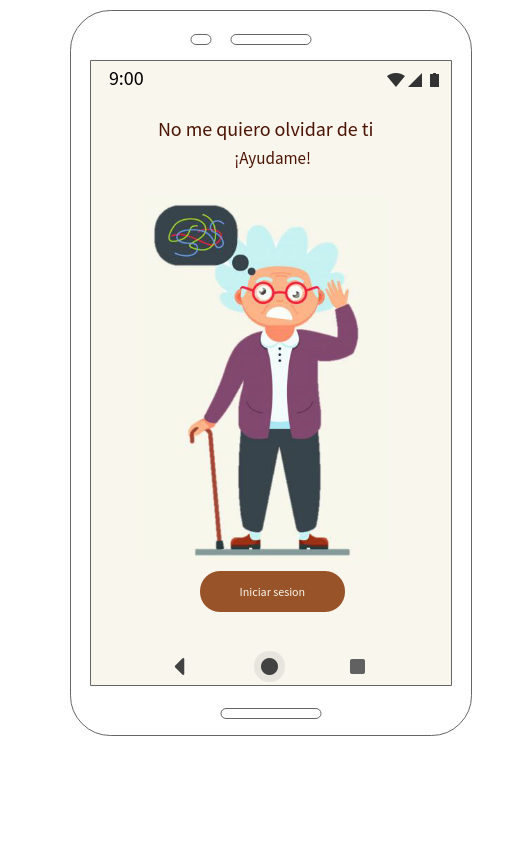 9:00
No me quiero olvidar de ti
¡Ayudame!
Iniciar sesion